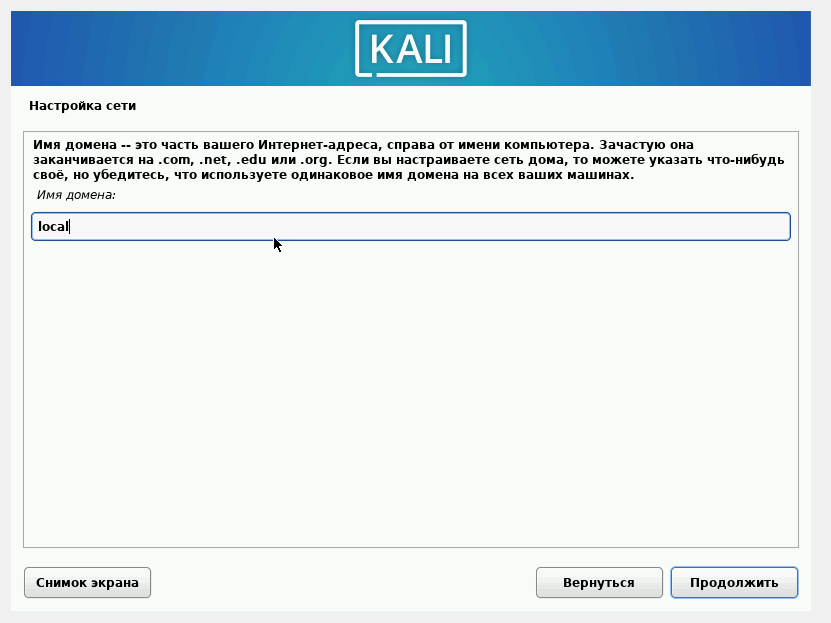 KALI
Настройка сети
Имя домена -- это часть вашего Интернет-адреса, справа от имени компьютера. Зачастую она
заканчивается на .com, .net, .edu или .org. Если вы настраиваете сеть дома, то можете указать что-нибудь
своё, но убедитесь, что используете одинаковое имя домена на всех ваших машинах.
Имя домена:
local
Снимок экрана
Вернуться
Продолжить